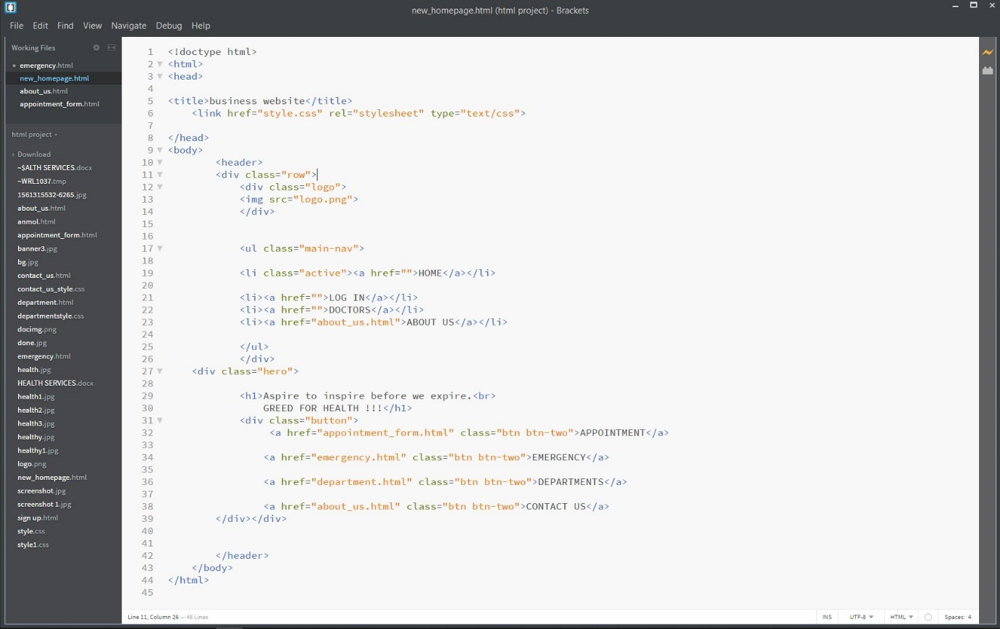 new_homepage.html (html project) - Brackets
File Edit Find View Navigate Debug Help
Working Files
emergency.html
new_homepage.html
about_us.html
appointment_form.html
html project
Download
~$ALTH SERVICES.docx
~WRL1037.tmp
1561315532-6265.jpg
about_us.html
anmol.html
appointment_form.html
banner3.jpg
bg.jpg
contact_us.html
contact_us_style.css
department.html
departmentstyle.css
docimg.png
done.jpg
emergency.html
health.jpg
HEALTH SERVICES.docx
health1.jpg
health2.jpg
health3.jpg
healthy.jpg
healthy1.jpg
logo.png
new_homepage.html
screenshot.jpg
screenshot 1.jpg
sign up.html
style.css
style1.css
1 <!doctype html>
2 <html>
3 <head>
4
5 <title>business website</title>
6 <link href="style.css" rel="stylesheet" type="text/css">
7
8 </head>
9 <body>
10 <header>
11 <div class="row">
12 <div class="logo">
13 <img src="logo.png">
14 </div>
15
16
17 <ul class="main-nav">
18
19 <li class="active"><a href="">HOME</a></li>
20
21 <li><a href="">LOG IN</a></li>
22 <li><a href="">DOCTORS</a></li>
23 <li><a href="about_us.html">ABOUT US</a></li>
24
25 </ul>
26 </div>
27 <div class="hero">
28
29 <h1>Aspire to inspire before we expire.<br>
30 GREED FOR HEALTH !!!</h1>
31 <div class="button">
32 <a href="appointment_form.html" class="btn btn-two">APPOINTMENT</a>
33
34 <a href="emergency.html" class="btn btn-two">EMERGENCY</a>
35
36 <a href="department.html" class="btn btn-two">DEPARTMENTS</a>
37
38 <a href="about_us.html" class="btn btn-two">CONTACT US</a>
39 </div></div>
40
41
42 </header>
43 </body>
44 </html>
45
Line 11, Column 26 — 45 Lines
INS UTF-8 HTML Spaces: 4